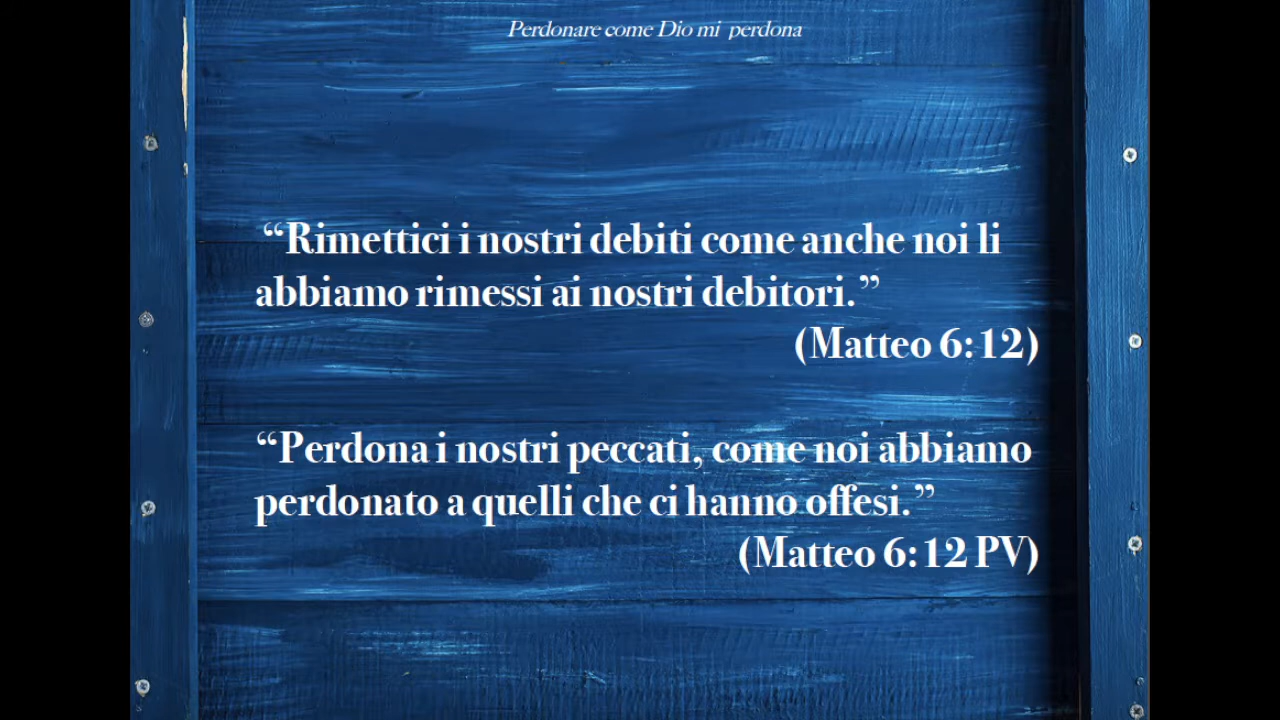 Perdonare come Dio mi perdona
“Rimettici i nostri debiti come anche noi li
abbiamo rimessi ai nostri debitori.”
(Matteo 6:12)
“Perdona i nostri peccati, come noi abbiamo
perdonato a quelli che ci hanno offesi.”
(Matteo 6:12 PV)